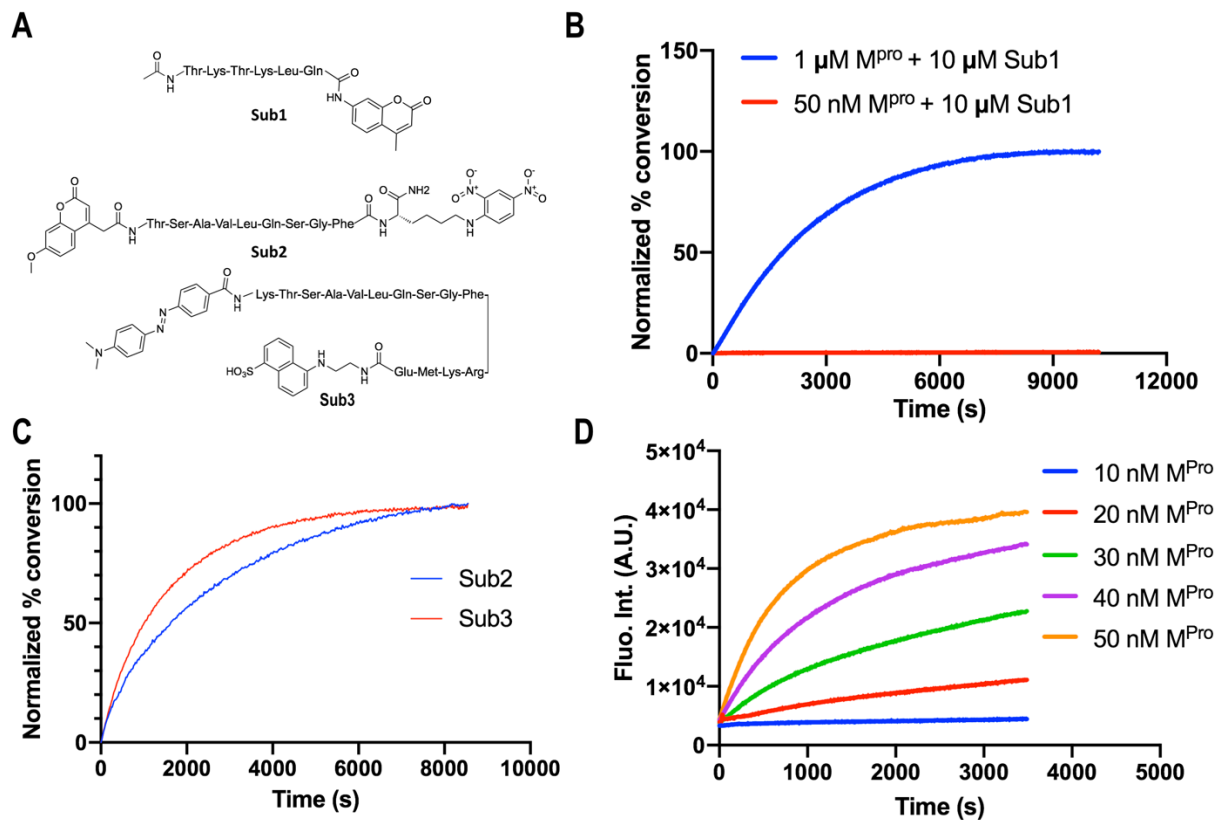 A
O
N
H
Thr-Lys-Thr-Lys-Leu-Gln
O
HN
O
O
Sub1
O
O
O
O
N
H
Thr-Ser-Ala-Val-Leu-Gln-Ser-Gly-Phe
O
N
H
O
NH2
N
H
O-
N+
O
O-
N+
O
Sub2
N
N
N
O
N
H
Lys-Thr-Ser-Ala-Val-Leu-Gln-Ser-Gly-Phe
HO3S
H
N
N
H
O
Glu-Met-Lys-Arg
Sub3
B
1 µM Mpro + 10 µM Sub1
50 nM Mpro + 10 µM Sub1
Normalized % conversion
150
100
50
0
0 3000 6000 9000 12000
Time (s)
C
Normalized % conversion
100
50
0
Sub2
Sub3
0 2000 4000 6000 8000 10000
Time (s)
D
Fluo. Int. (A.U.)
5×10⁴
4×10⁴
3×10⁴
2×10⁴
1×10⁴
0
10 nM MPro
20 nM MPro
30 nM MPro
40 nM MPro
50 nM MPro
0 1000 2000 3000 4000 5000
Time (s)